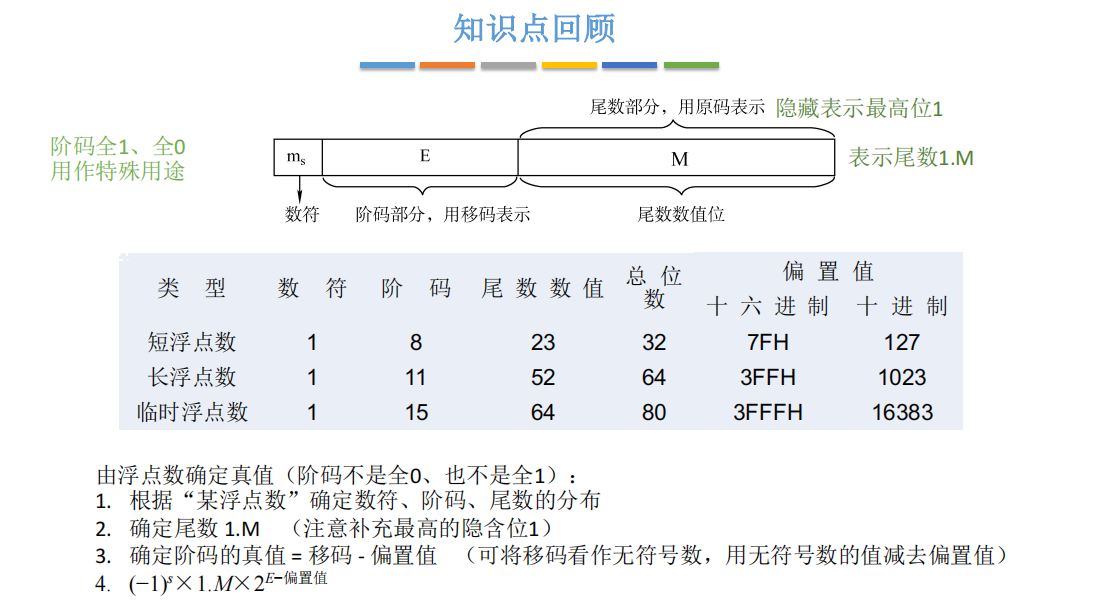 知识点回顾
尾数部分，用原码表示 隐藏表示最高位1
阶码全1、全0
用作特殊用途
ms E M
表示尾数1.M
数符 阶码部分，用移码表示 尾数数值位
类 型 数 符 阶 码 尾 数 数 值 总 位 数 偏 置 值
十 六 进 制 十 进 制
短浮点数 1 8 23 32 7FH 127
长浮点数 1 11 52 64 3FFH 1023
临时浮点数 1 15 64 80 3FFFH 16383
由浮点数确定真值（阶码不是全0、也不是全1）：
1. 根据“某浮点数”确定数符、阶码、尾数的分布
2. 确定尾数 1.M （注意补充最高的隐含位1）
3. 确定阶码的真值 = 移码 - 偏置值 （可将移码看作无符号数，用无符号数的值减去偏置值）
4. (−1)^s×1.M×2^{E−偏置值}